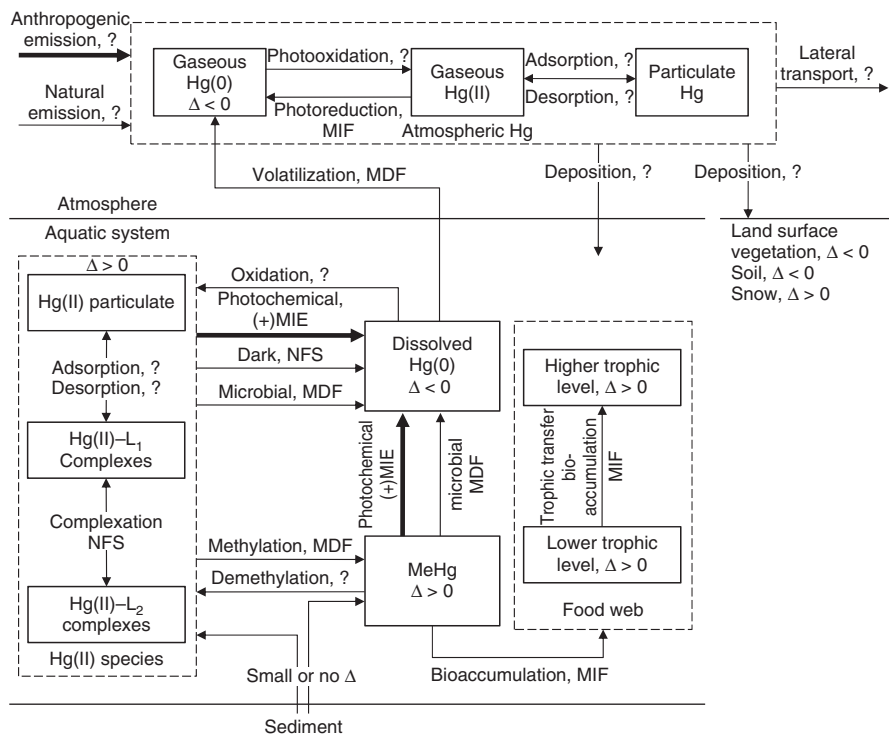 Anthropogenic
emission, ?
Natural
emission, ?
Gaseous
Hg(0)
Δ < 0
Photooxidation, ?
Photoreduction,
MIF
Gaseous
Hg(II)
Adsorption, ?
Desorption, ?
Particulate
Hg
Atmospheric Hg
Lateral
transport, ?
Volatilization, MDF
Deposition, ?
Deposition, ?
Atmosphere
Aquatic system
Land surface
vegetation, Δ < 0
Soil, Δ < 0
Snow, Δ > 0
Δ > 0
Hg(II) particulate
Adsorption, ?
Desorption, ?
Hg(II)–L1
Complexes
Complexation
NFS
Hg(II)–L2
complexes
Hg(II) species
Oxidation, ?
Photochemical,
(+)MIE
Dark, NFS
Microbial, MDF
Dissolved
Hg(0)
Δ < 0
Photochemical
(+)MIE
microbial
MDF
Methylation, MDF
Demethylation, ?
MeHg
Δ > 0
Higher trophic
level, Δ > 0
Trophic transfer
bio-
accumulation
MIF
Lower trophic
level, Δ > 0
Food web
Small or no Δ
Bioaccumulation, MIF
Sediment